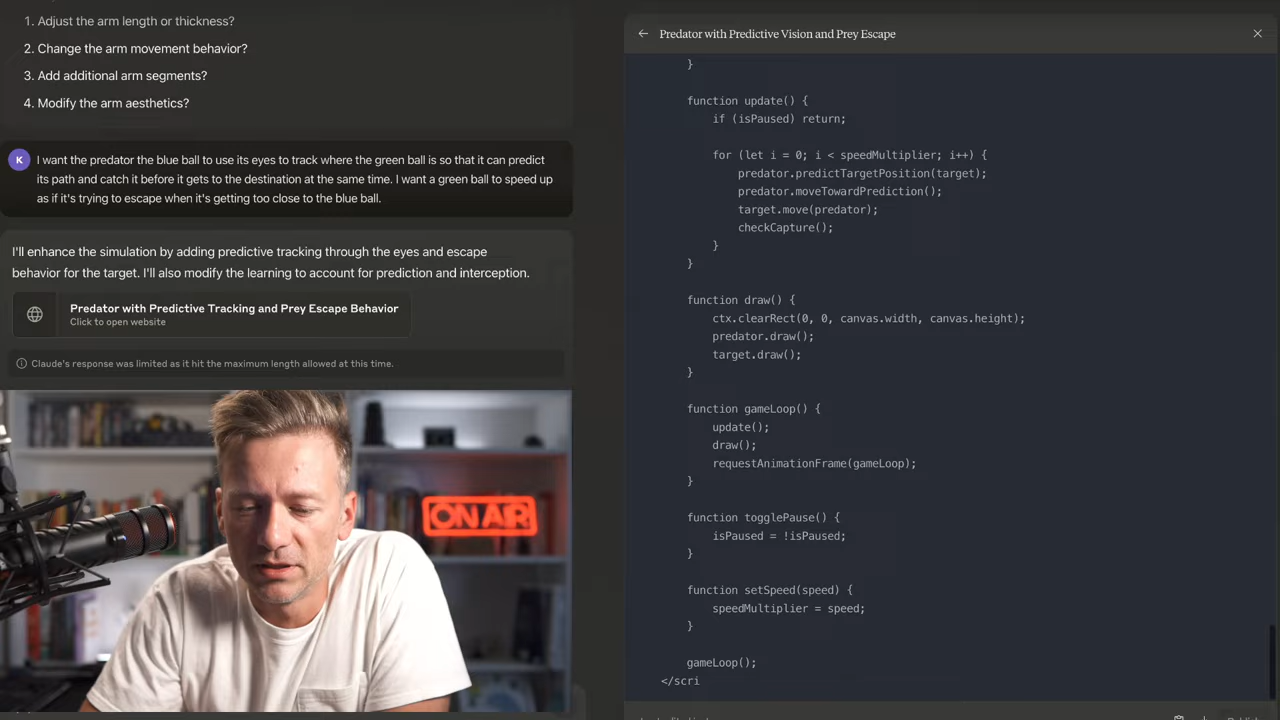 1. Adjust the arm length or thickness?
2. Change the arm movement behavior?
3. Add additional arm segments?
4. Modify the arm aesthetics?
K
I want the predator the blue ball to use its eyes to track where the green ball is so that it can predict
its path and catch it before it gets to the destination at the same time. I want a green ball to speed up
as if it's trying to escape when it's getting too close to the blue ball.
I'll enhance the simulation by adding predictive tracking through the eyes and escape
behavior for the target. I'll also modify the learning to account for prediction and interception.
Predator with Predictive Tracking and Prey Escape Behavior
Click to open website
Claude's response was limited as it hit the maximum length allowed at this time.
ON AIR
Predator with Predictive Vision and Prey Escape
}
function update() {
if (isPaused) return;
for (let i = 0; i < speedMultiplier; i++) {
predator.predictTargetPosition(target);
predator.moveTowardPrediction();
target.move(predator);
checkCapture();
}
}
function draw() {
ctx.clearRect(0, 0, canvas.width, canvas.height);
predator.draw();
target.draw();
}
function gameLoop() {
update();
draw();
requestAnimationFrame(gameLoop);
}
function togglePause() {
isPaused = !isPaused;
}
function setSpeed(speed) {
speedMultiplier = speed;
}
gameLoop();
</scri